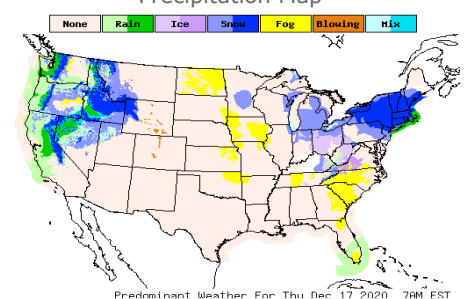 Precipitation Map
None Rain Ice Snow Fog Blowing Mix
Predominant Weather For Thu Dec 17 2020 7AM EST